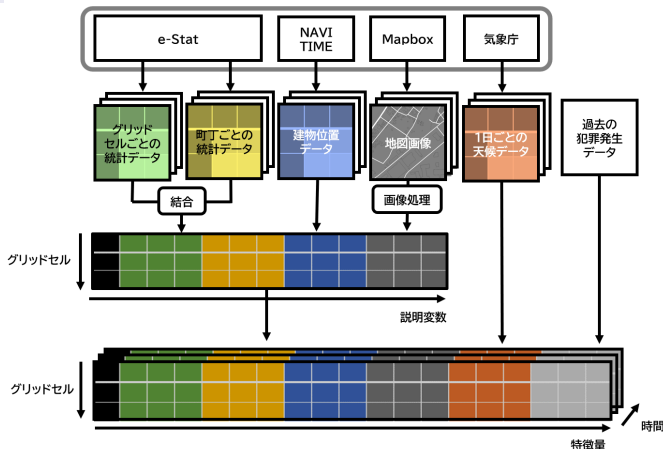 e-Stat
NAVI
TIME
Mapbox
気象庁
グリッド
セルごとの
統計データ
町丁ごとの
統計データ
建物位置
データ
地図画像
1日ごとの
天候データ
過去の
犯罪発生
データ
結合
画像処理
グリッドセル
説明変数
グリッドセル
時間
特徴量